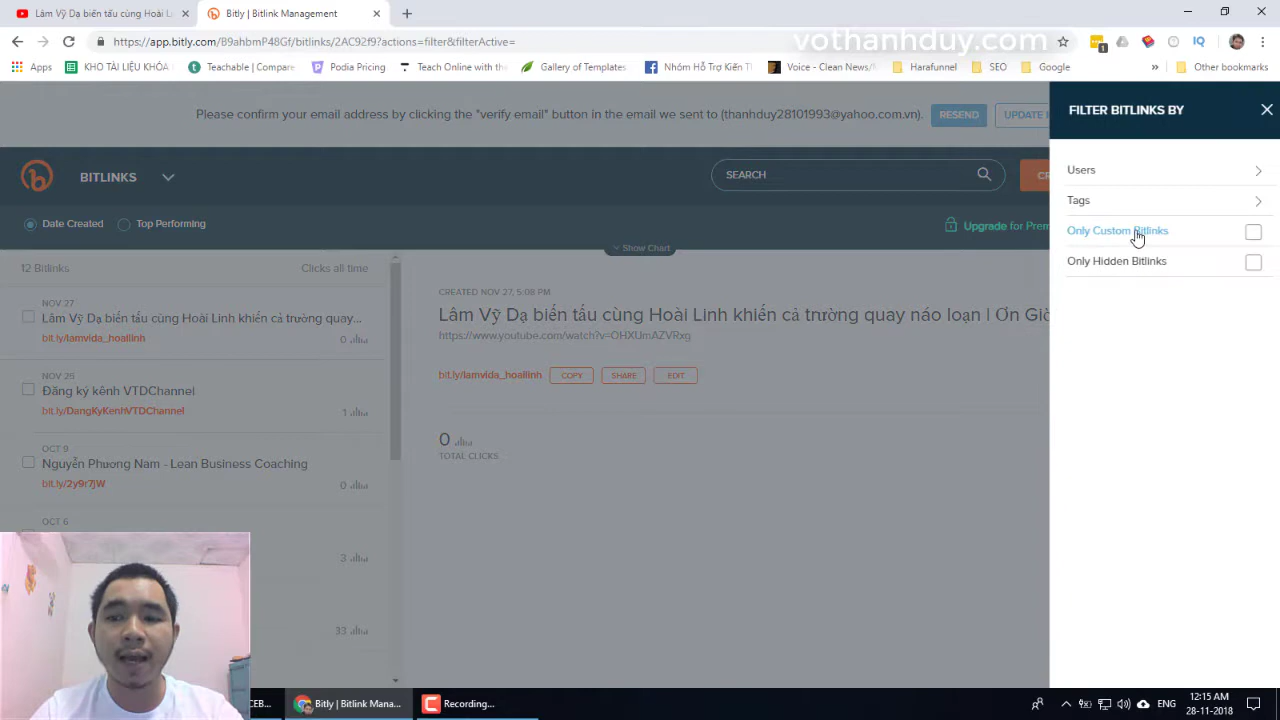 Lâm Vỹ Dạ biến tấu cùng Hoài Li
Bitly | Bitlink Management
https://app.bitly.com/B9ahbmP48Gf/bitlinks/2AC92f9?actions=filter&filterActive=
vothanhduy.com
Apps
KHO TÀI LIỆU KHÓA
Teachable | Compare
Podia Pricing
Teach Online with the
Gallery of Templates
Nhóm Hỗ Trợ Kiến T
Voice - Clean News/
Harafunnel
SEO
Google
Other bookmarks
Please confirm your email address by clicking the "verify email" button in the email we sent to (thanhduy28101993@yahoo.com.vn).
RESEND
UPDATE
FILTER BITLINKS BY
BITLINKS
SEARCH
CR
Users
Tags
Only Custom Bitlinks
Only Hidden Bitlinks
Date Created
Top Performing
Upgrade for Prem
Show Chart
12 Bitlinks
Clicks all time
NOV 27
Lâm Vỹ Dạ biến tấu cùng Hoài Linh khiến cả trường quay...
bit.ly/lamvida_hoailinh
0
NOV 25
Đăng ký kênh VTDChannel
bit.ly/DangKyKenhVTDChannel
1
OCT 9
Nguyễn Phương Nam - Lean Business Coaching
bit.ly/2y9r7jW
0
OCT 6
3
33
CREATED NOV 27, 5:08 PM
Lâm Vỹ Dạ biến tấu cùng Hoài Linh khiến cả trường quay náo loạn | Ơn Giờ
https://www.youtube.com/watch?v=OHXUmAZVRxg
bit.ly/lamvida_hoailinh
COPY
SHARE
EDIT
0
TOTAL CLICKS
CEB...
Bitly | Bitlink Mana...
Recording...
ENG
12:15 AM
28-11-2018